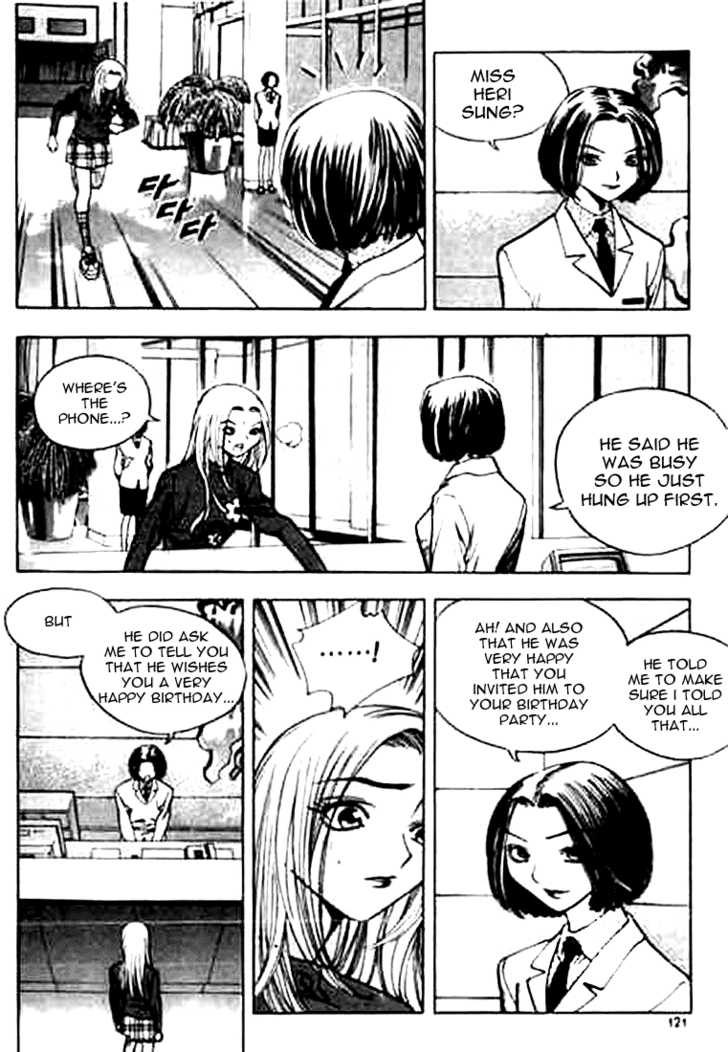 타
타
타
MISS
HERI
SUNG?
WHERE'S
THE
PHONE...?
HE SAID HE
WAS BUSY
SO HE JUST
HUNG UP FIRST.
BUT
HE DID ASK
ME TO TELL YOU
THAT HE WISHES
YOU A VERY
HAPPY BIRTHDAY...
......!
AH! AND ALSO
THAT HE WAS
VERY HAPPY
THAT YOU
INVITED HIM TO
YOUR BIRTHDAY
PARTY...
HE TOLD
ME TO MAKE
SURE I TOLD
YOU ALL
THAT...
121